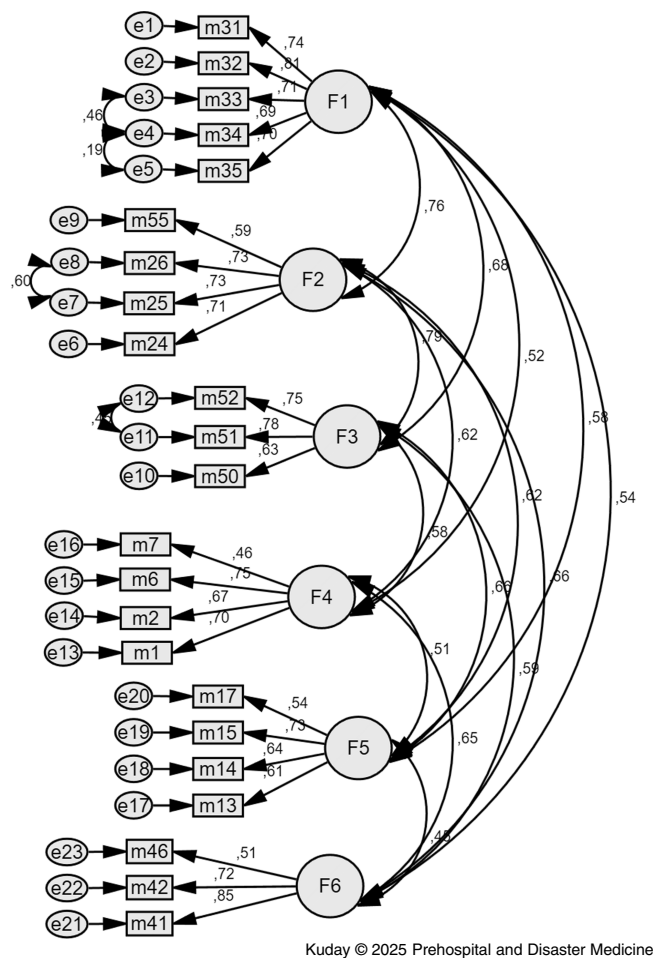 e1 m31 ,74
e2 m32 ,81
e3 m33 ,71 F1
,46
e4 m34 ,69
,19
e5 m35 ,70
,76
e9 m55 ,59
e8 m26 ,73 ,68
,60 F2
e7 m25 ,73
e6 m24 ,71 ,79
,52
e12 m52 ,75
,58
e11 m51 ,78 F3 ,62
e10 m50 ,63
,62 ,54
e16 m7 ,46 ,58
e15 m6 ,75 ,66
F4
e14 m2 ,67
e13 m1 ,70 ,51
,59
e20 m17 ,54
e19 m15 ,73 ,65
F5
e18 m14 ,64
e17 m13 ,61
e23 m46 ,51
e22 m42 ,72 F6
e21 m41 ,85
Kuday © 2025 Prehospital and Disaster Medicine